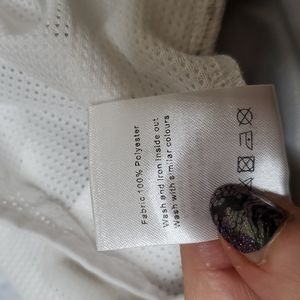 Fabric 100% Polyester
Wash and Iron inside out
Wash with similar colours